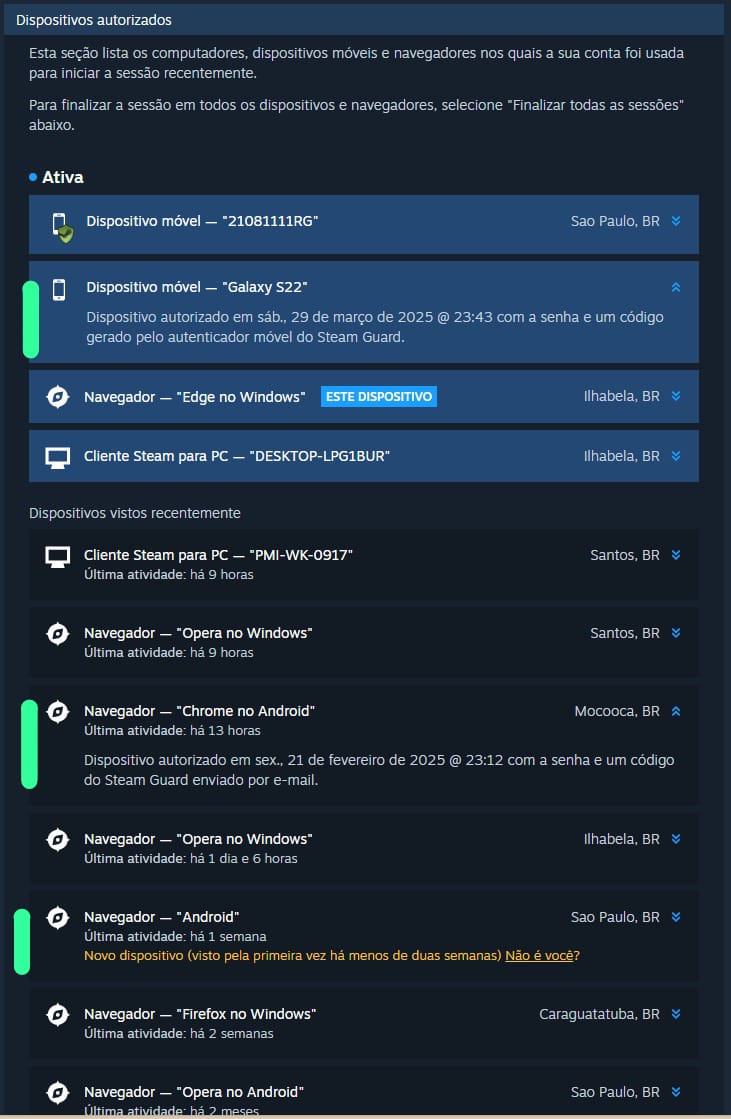 Dispositivos autorizados
Esta seção lista os computadores, dispositivos móveis e navegadores nos quais a sua conta foi usada
para iniciar a sessão recentemente.
Para finalizar a sessão em todos os dispositivos e navegadores, selecione "Finalizar todas as sessões"
abaixo.
Ativa
Dispositivo móvel — "21081111RG" Sao Paulo, BR
Dispositivo móvel — "Galaxy S22"
Dispositivo autorizado em sáb., 29 de março de 2025 @ 23:43 com a senha e um código
gerado pelo autenticador móvel do Steam Guard.
Navegador — "Edge no Windows" ESTE DISPOSITIVO Ilhabela, BR
Cliente Steam para PC — "DESKTOP-LPG1BUR" Ilhabela, BR
Dispositivos vistos recentemente
Cliente Steam para PC — "PMI-WK-0917" Santos, BR
Última atividade: há 9 horas
Navegador — "Opera no Windows" Santos, BR
Última atividade: há 9 horas
Navegador — "Chrome no Android" Mocooca, BR
Última atividade: há 13 horas
Dispositivo autorizado em sex., 21 de fevereiro de 2025 @ 23:12 com a senha e um código
do Steam Guard enviado por e-mail.
Navegador — "Opera no Windows" Ilhabela, BR
Última atividade: há 1 dia e 6 horas
Navegador — "Android" Sao Paulo, BR
Última atividade: há 1 semana
Novo dispositivo (visto pela primeira vez há menos de duas semanas) Não é você?
Navegador — "Firefox no Windows" Caraguatatuba, BR
Última atividade: há 2 semanas
Navegador — "Opera no Android" Sao Paulo, BR
Última atividade: há 2 meses